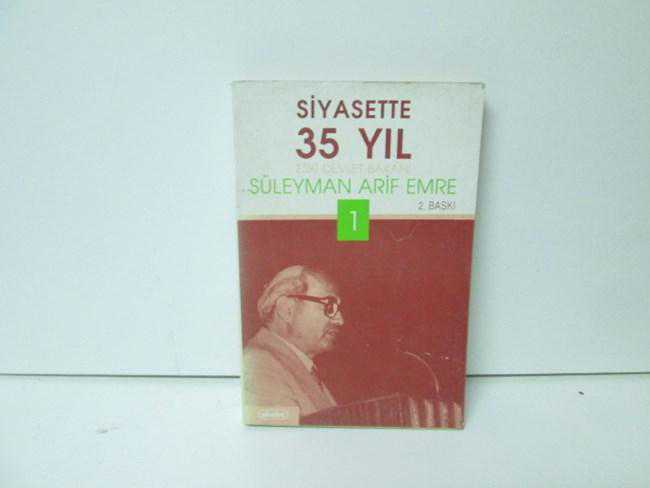 SİYASETTE
35 YIL
ESKİ DEVLET BAKANI
SÜLEYMAN ARİF EMRE
2. BASKI
1